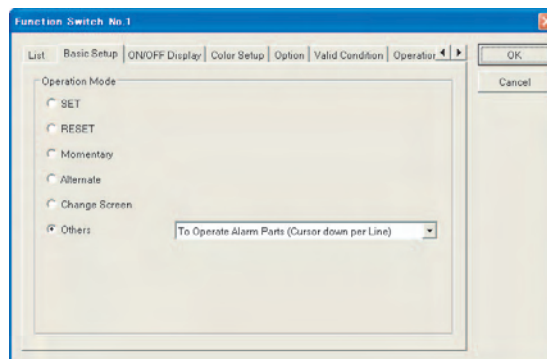 Function Switch No.1
List Basic Setup ON/OFF Display Color Setup Option Valid Condition Operation
OK
Cancel
Operation Mode
SET
RESET
Momentary
Alternate
Change Screen
Others To Operate Alarm Parts (Cursor down per Line)